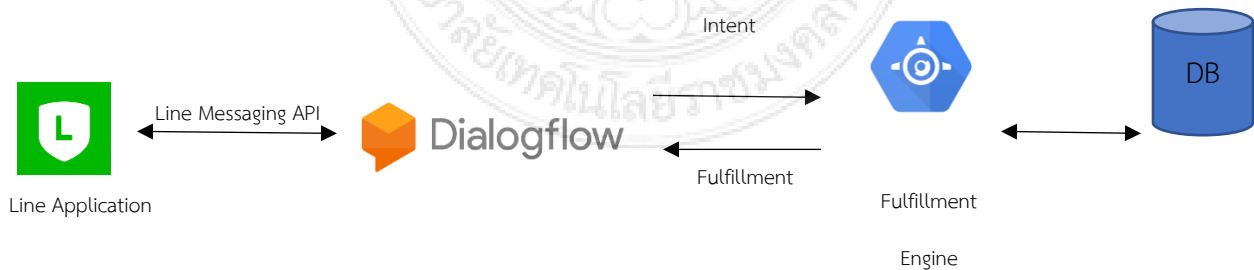 Intent
DB
L
Line Messaging API
Dialogflow
Fulfillment
Line Application
Fulfillment
Engine